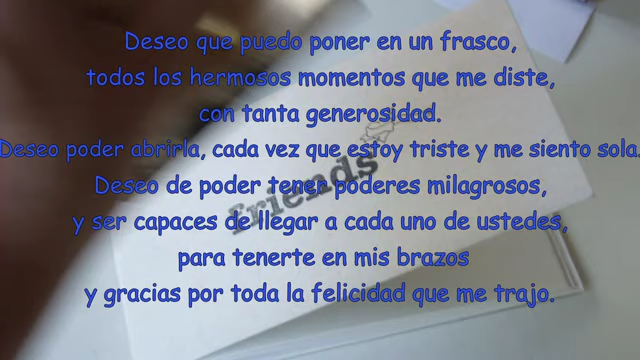 Deseo que puedo poner en un frasco,
todos los hermosos momentos que me diste,
con tanta generosidad.
Deseo poder abrirla, cada vez que estoy triste y me siento sola.
friends
Deseo de poder tener poderes milagrosos,
y ser capaces de llegar a cada uno de ustedes,
para tenerte en mis brazos
y gracias por toda la felicidad que me trajo.